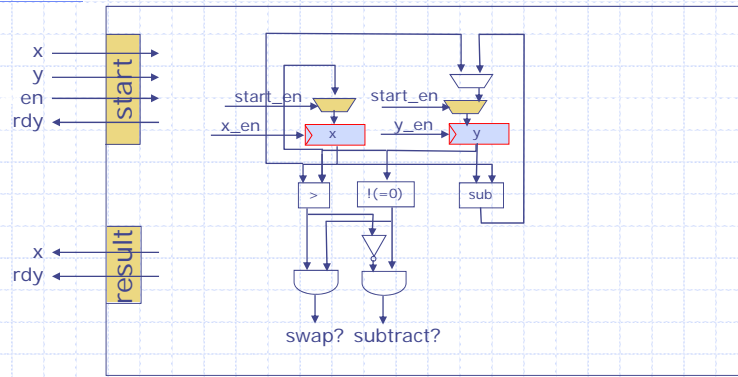 x
y
en
rdy
start
start_en
start_en
x_en
y_en
x
y
>
!(=0)
sub
x
rdy
result
swap? subtract?